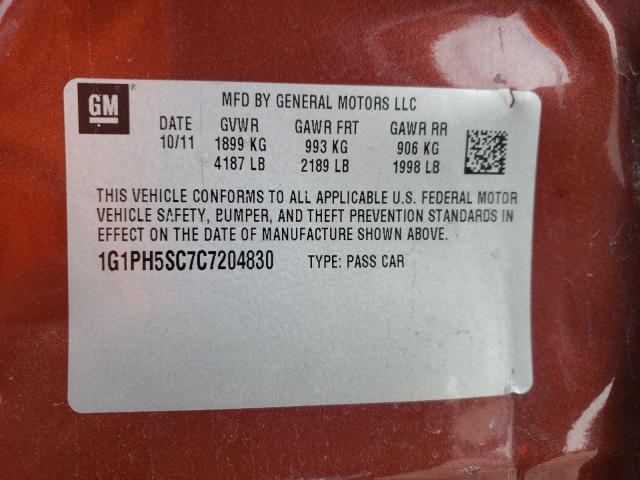 GM
MFD BY GENERAL MOTORS LLC
DATE GVWR GAWR FRT GAWR RR
10/11 1899 KG 993 KG 906 KG
4187 LB 2189 LB 1998 LB
THIS VEHICLE CONFORMS TO ALL APPLICABLE U.S. FEDERAL MOTOR
VEHICLE SAFETY, BUMPER, AND THEFT PREVENTION STANDARDS IN
EFFECT ON THE DATE OF MANUFACTURE SHOWN ABOVE.
1G1PH5SC7C7204830 TYPE: PASS CAR